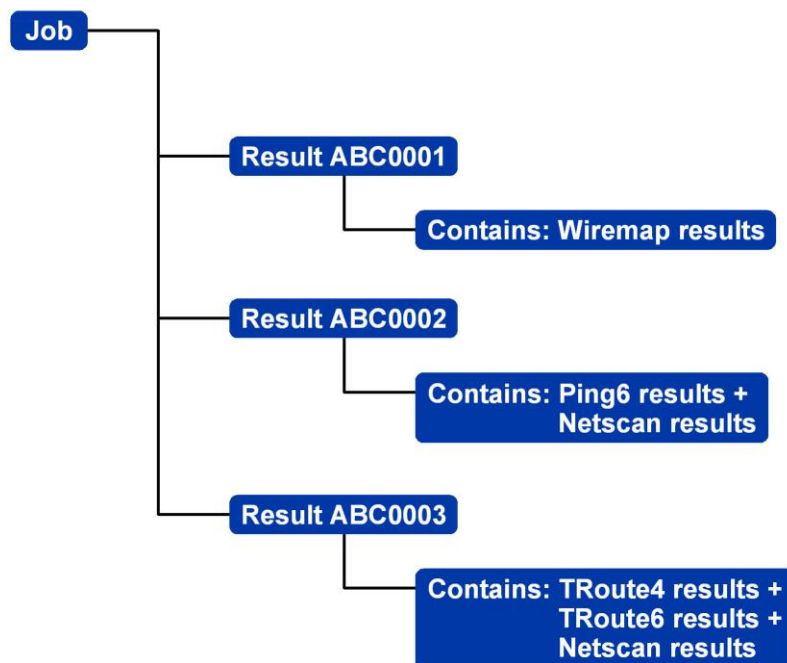 Job
Result ABC0001
Contains: Wiremap results
Result ABC0002
Contains: Ping6 results +
Netscan results
Result ABC0003
Contains: TRoute4 results +
TRoute6 results +
Netscan results